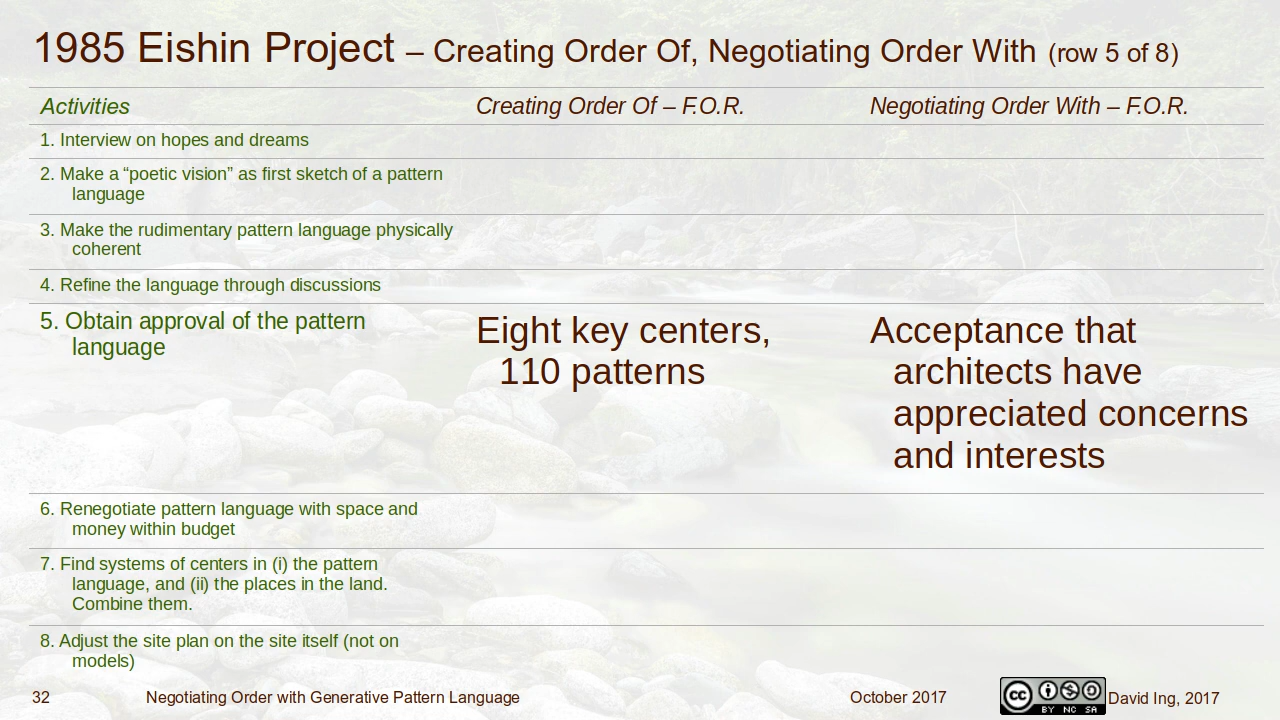 1985 Eishin Project – Creating Order Of, Negotiating Order With (row 5 of 8)
Activities
Creating Order Of – F.O.R.
Negotiating Order With – F.O.R.
1. Interview on hopes and dreams
2. Make a “poetic vision” as first sketch of a pattern
language
3. Make the rudimentary pattern language physically
coherent
4. Refine the language through discussions
5. Obtain approval of the pattern
language
Eight key centers,
110 patterns
Acceptance that
architects have
appreciated concerns
and interests
6. Renegotiate pattern language with space and
money within budget
7. Find systems of centers in (i) the pattern
language, and (ii) the places in the land.
Combine them.
8. Adjust the site plan on the site itself (not on
models)
32
Negotiating Order with Generative Pattern Language
October 2017
cc
BY NC SA
David Ing, 2017